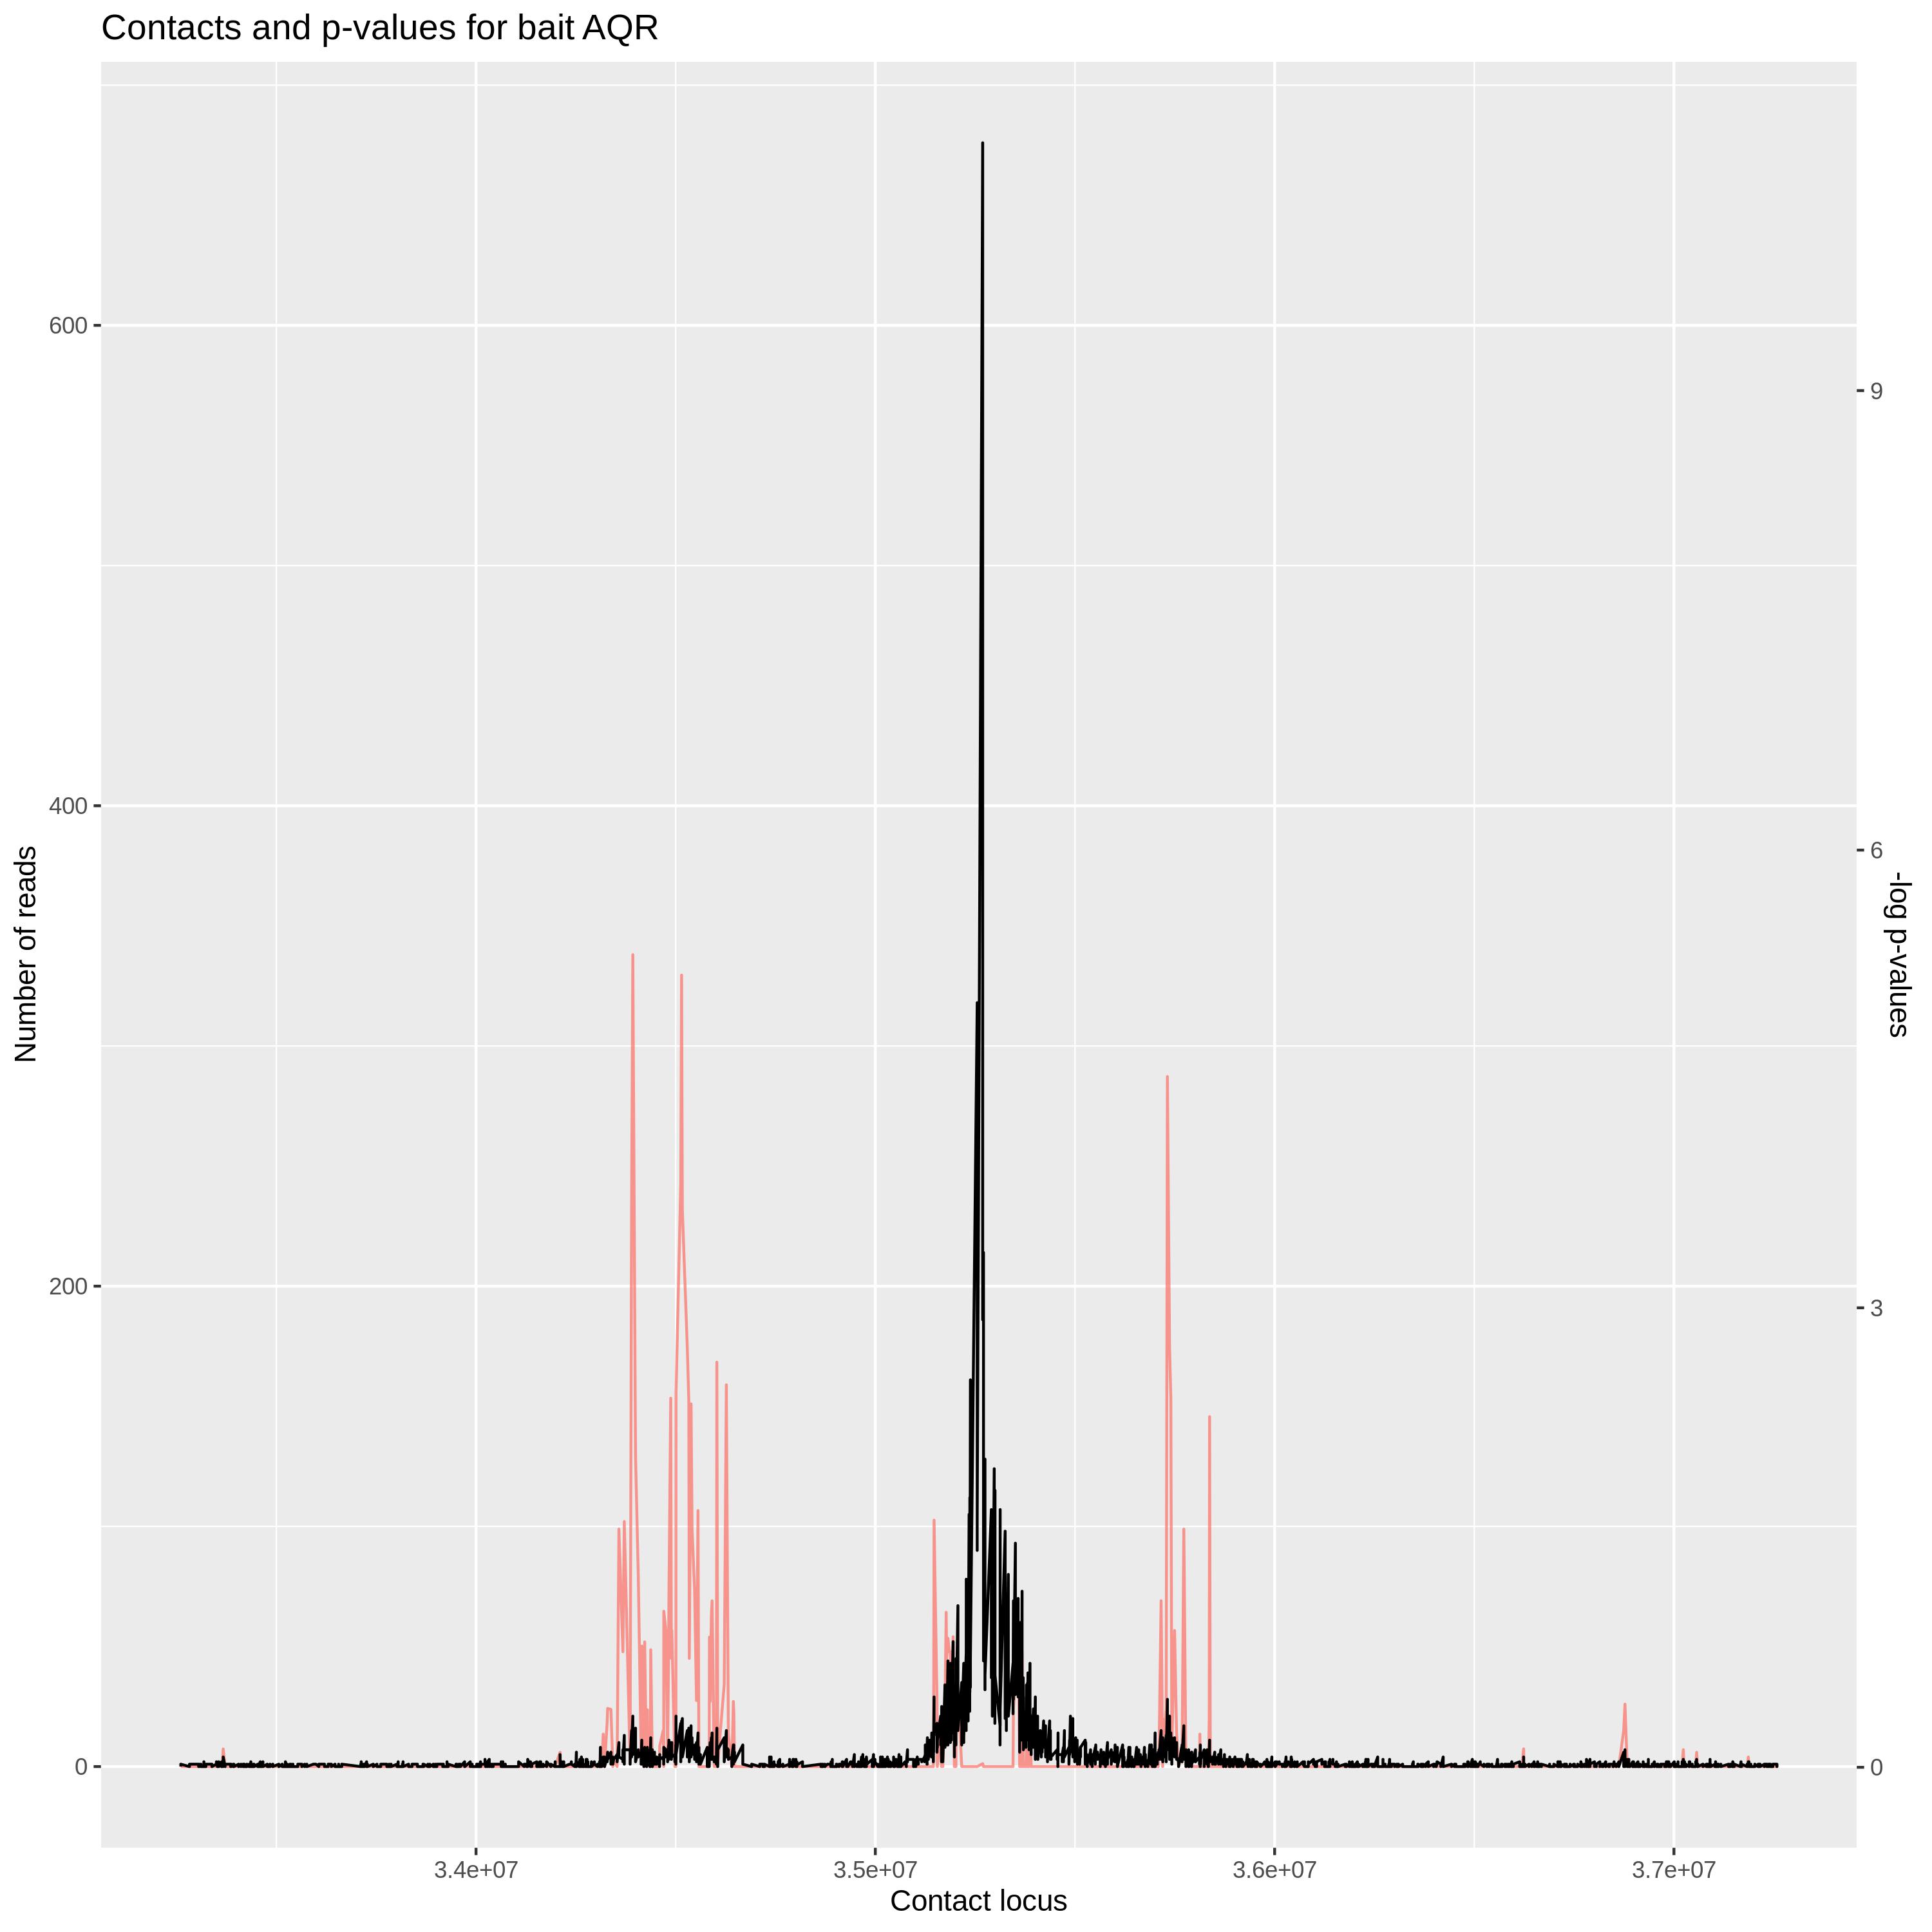 Contacts and p-values for bait AQR
600
400
200
0
Number of reads
9
6
3
0
-log p-values
3.4e+07
3.5e+07
3.6e+07
3.7e+07
Contact locus